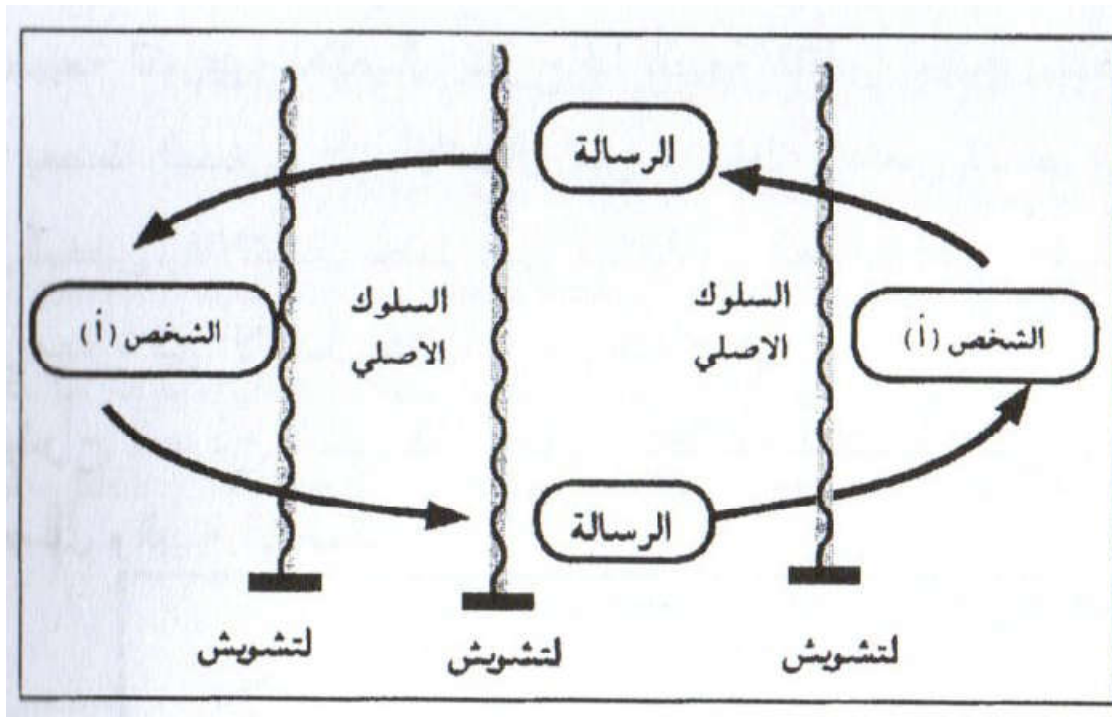 الرسالة
السلوك
الاصلي
السلوك
الاصلي
الشخص (أ)
الشخص (أ)
الرسالة
لتشويش
لتشويش
لتشويش